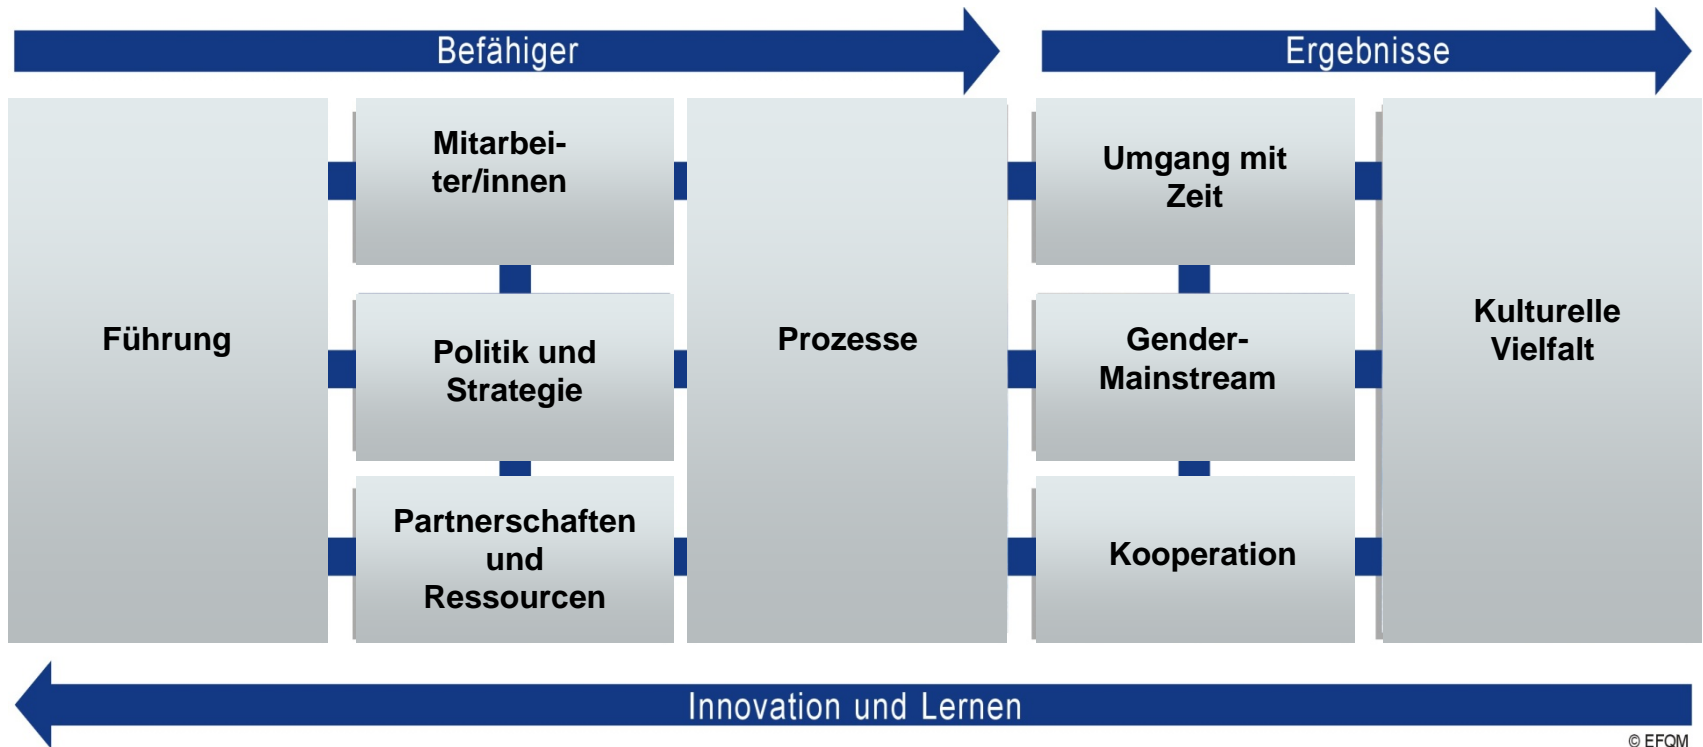 Befähiger
Ergebnisse
Führung
Mitarbei-
ter/innen
Politik und
Strategie
Partnerschaften
und
Ressourcen
Prozesse
Umgang mit
Zeit
Gender-
Mainstream
Kooperation
Kulturelle
Vielfalt
Innovation und Lernen
© EFQM